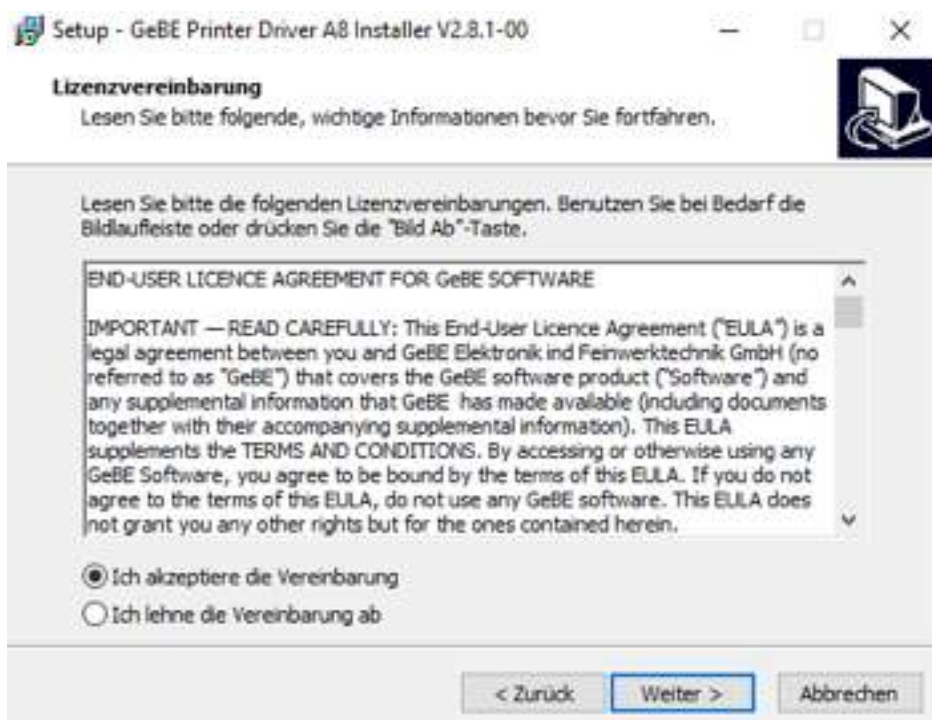 Setup - GeBE Printer Driver A8 Installer V2.8.1-00
Lizenzvereinbarung
Lesen Sie bitte folgende, wichtige Informationen bevor Sie fortfahren.
Lesen Sie bitte die folgenden Lizenzvereinbarungen. Benutzen Sie bei Bedarf die
Bildlaufleiste oder drücken Sie die "Bild Ab"-Taste.
END-USER LICENCE AGREEMENT FOR GeBE SOFTWARE
IMPORTANT — READ CAREFULLY: This End-User Licence Agreement ("EULA") is a
legal agreement between you and GeBE Elektronik ind Feinwerktechnik GmbH (no
referred to as "GeBE") that covers the GeBE software product ("Software") and
any supplemental information that GeBE has made available (including documents
together with their accompanying supplemental information). This EULA
supplements the TERMS AND CONDITIONS. By accessing or otherwise using any
GeBE Software, you agree to be bound by the terms of this EULA. If you do not
agree to the terms of this EULA, do not use any GeBE software. This EULA does
not grant you any other rights but for the ones contained herein.
Ich akzeptiere die Vereinbarung
Ich lehne die Vereinbarung ab
< Zurück
Weiter >
Abbrechen